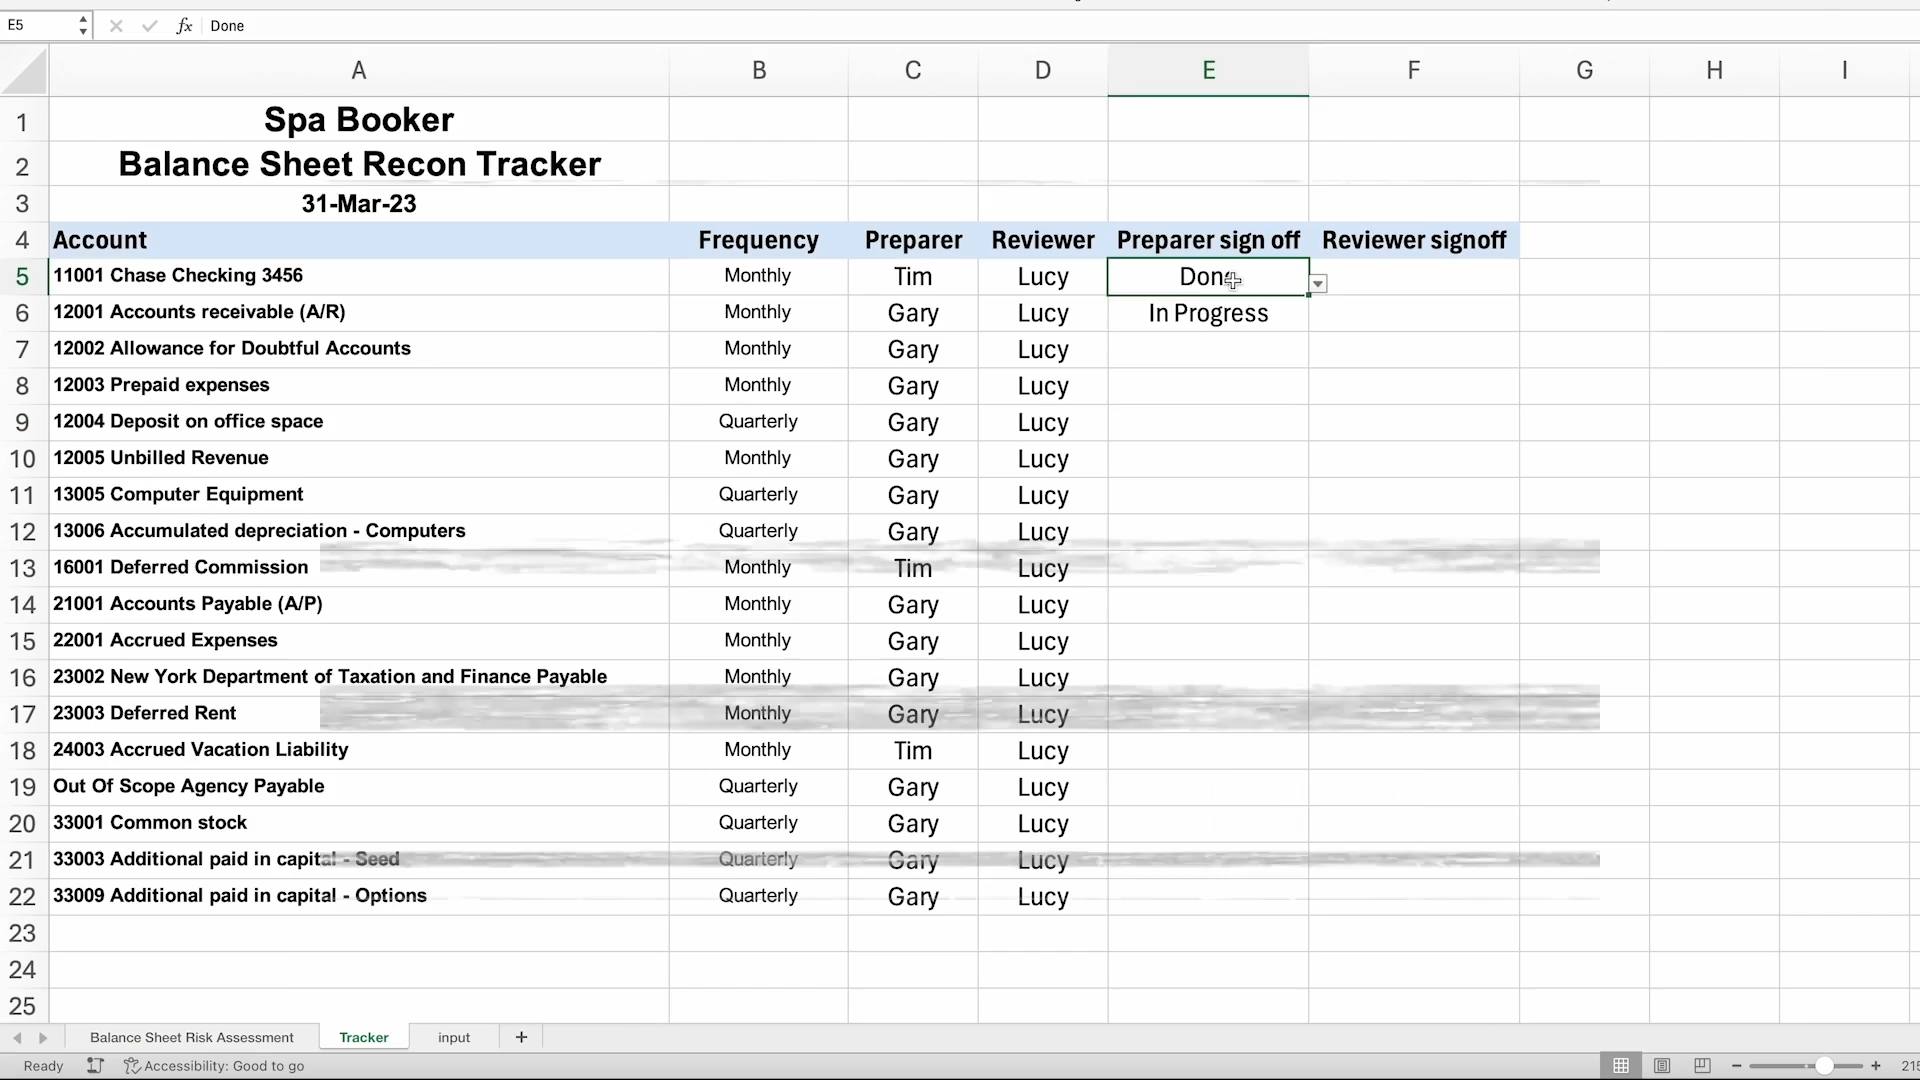 E5 fx Done
A B C D E F G H I
1 Spa Booker
2 Balance Sheet Recon Tracker
3 31-Mar-23
4 Account Frequency Preparer Reviewer Preparer sign off Reviewer signoff
5 11001 Chase Checking 3456 Monthly Tim Lucy Done
6 12001 Accounts receivable (A/R) Monthly Gary Lucy In Progress
7 12002 Allowance for Doubtful Accounts Monthly Gary Lucy
8 12003 Prepaid expenses Monthly Gary Lucy
9 12004 Deposit on office space Quarterly Gary Lucy
10 12005 Unbilled Revenue Monthly Gary Lucy
11 13005 Computer Equipment Quarterly Gary Lucy
12 13006 Accumulated depreciation - Computers Quarterly Gary Lucy
13 16001 Deferred Commission Monthly Tim Lucy
14 21001 Accounts Payable (A/P) Monthly Gary Lucy
15 22001 Accrued Expenses Monthly Gary Lucy
16 23002 New York Department of Taxation and Finance Payable Monthly Gary Lucy
17 23003 Deferred Rent Monthly Gary Lucy
18 24003 Accrued Vacation Liability Monthly Tim Lucy
19 Out Of Scope Agency Payable Quarterly Gary Lucy
20 33001 Common stock Quarterly Gary Lucy
21 33003 Additional paid in capital - Seed Quarterly Gary Lucy
22 33009 Additional paid in capital - Options Quarterly Gary Lucy
23
24
25
Balance Sheet Risk Assessment Tracker input +
Ready Accessibility: Good to go - + 215